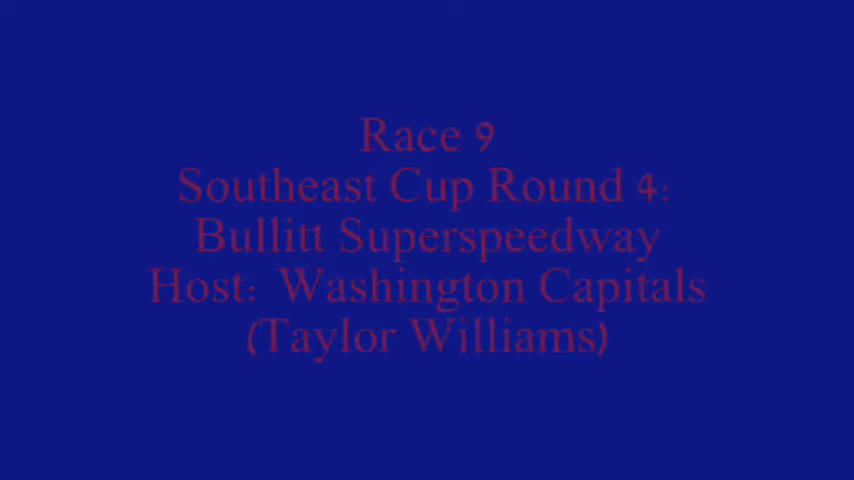 Race 9
Southeast Cup Round 4:
Bullitt Superspeedway
Host: Washington Capitals
(Taylor Williams)